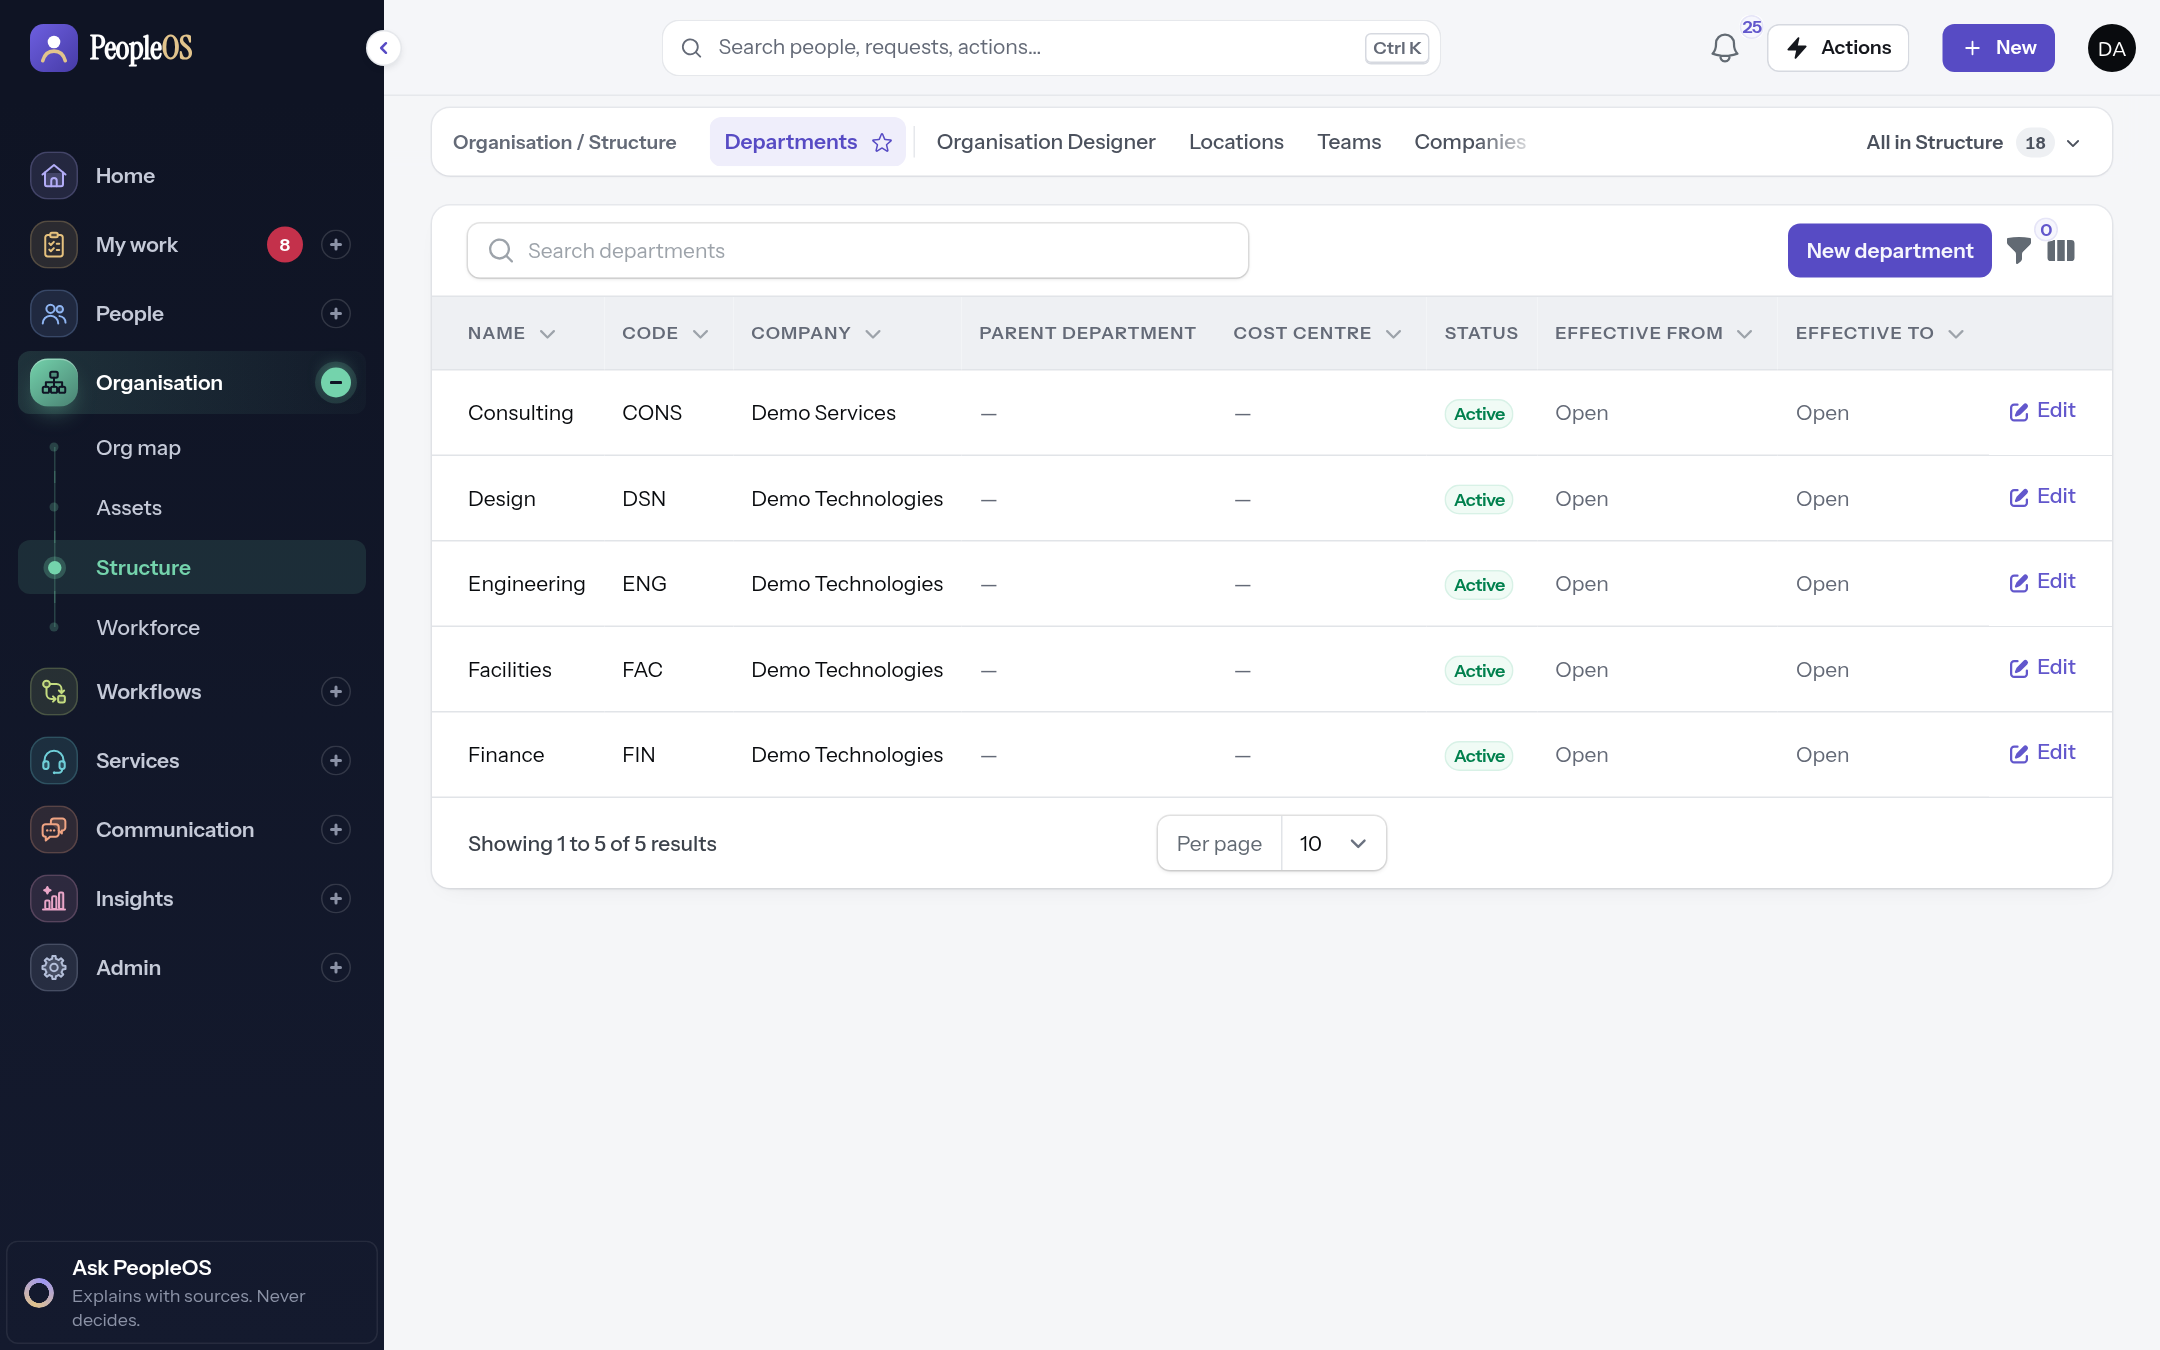 PeopleOS
Search people, requests, actions...
Ctrl K
25
Actions
New
DA
Home
My work
8
People
Organisation
Org map
Assets
Structure
Workforce
Workflows
Services
Communication
Insights
Admin
Ask PeopleOS
Explains with sources. Never
decides.
Organisation / Structure
Departments
Organisation Designer
Locations
Teams
Companies
All in Structure
18
Search departments
New department
0
NAME CODE COMPANY PARENT DEPARTMENT COST CENTRE STATUS EFFECTIVE FROM EFFECTIVE TO
Consulting CONS Demo Services — — Active Open Open Edit
Design DSN Demo Technologies — — Active Open Open Edit
Engineering ENG Demo Technologies — — Active Open Open Edit
Facilities FAC Demo Technologies — — Active Open Open Edit
Finance FIN Demo Technologies — — Active Open Open Edit
Showing 1 to 5 of 5 results
Per page 10